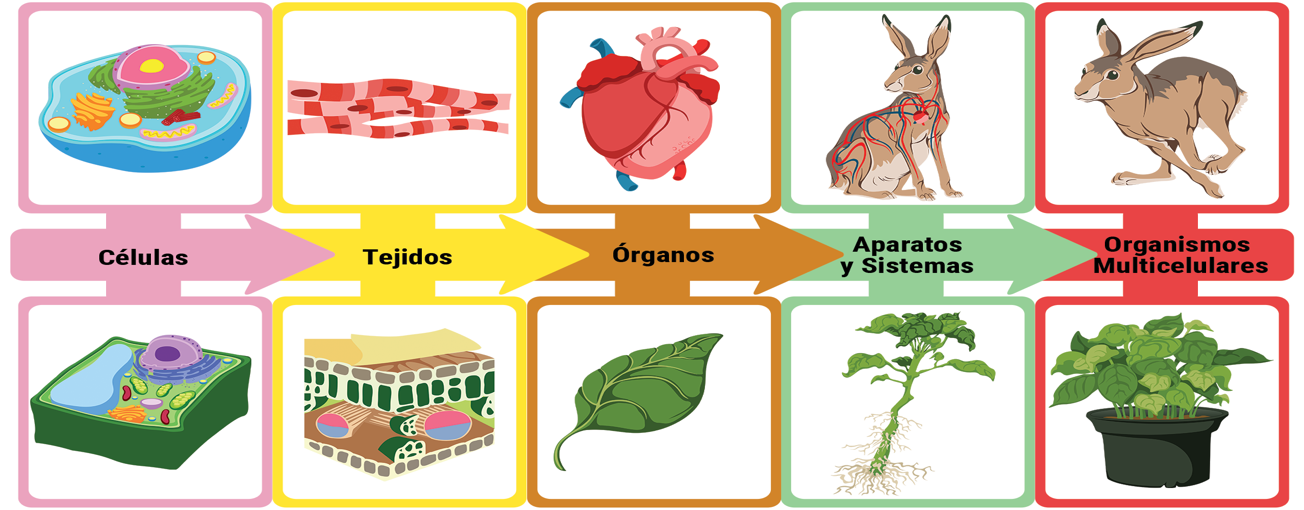 Células
Tejidos
Órganos
Aparatos
y Sistemas
Organismos
Multicelulares